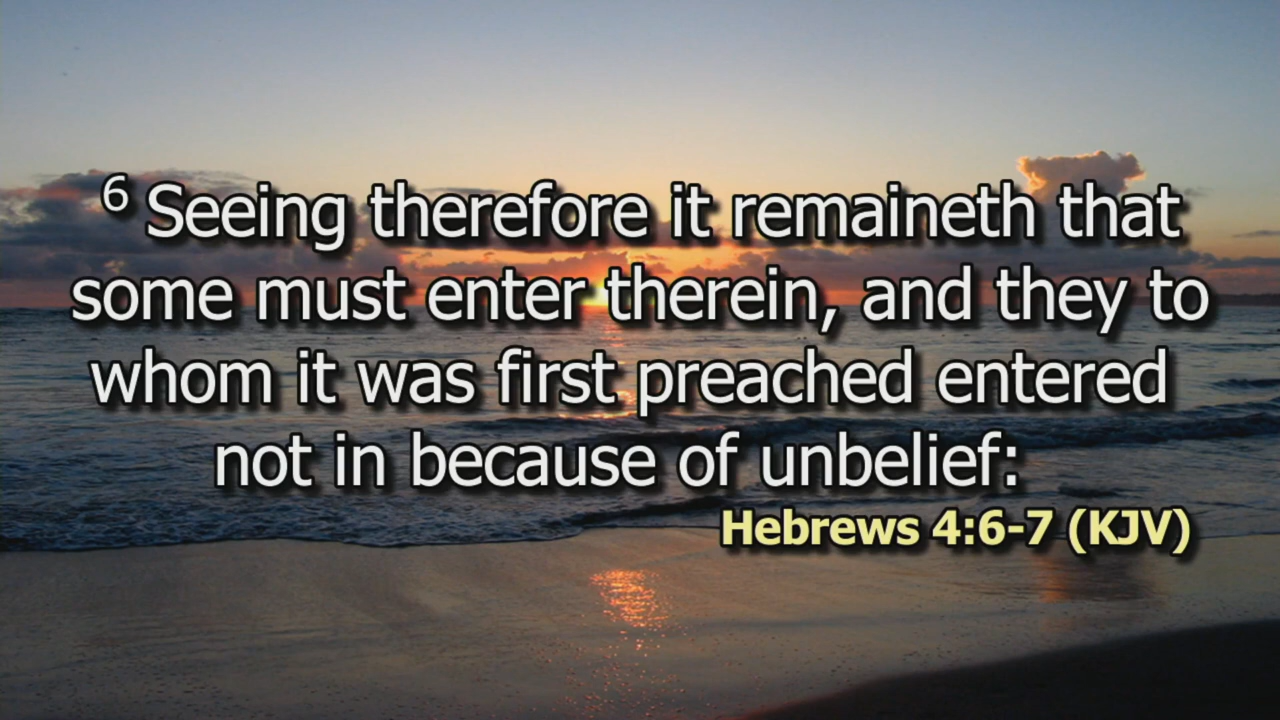 6 Seeing therefore it remaineth that
some must enter therein, and they to
whom it was first preached entered
not in because of unbelief:
Hebrews 4:6-7 (KJV)